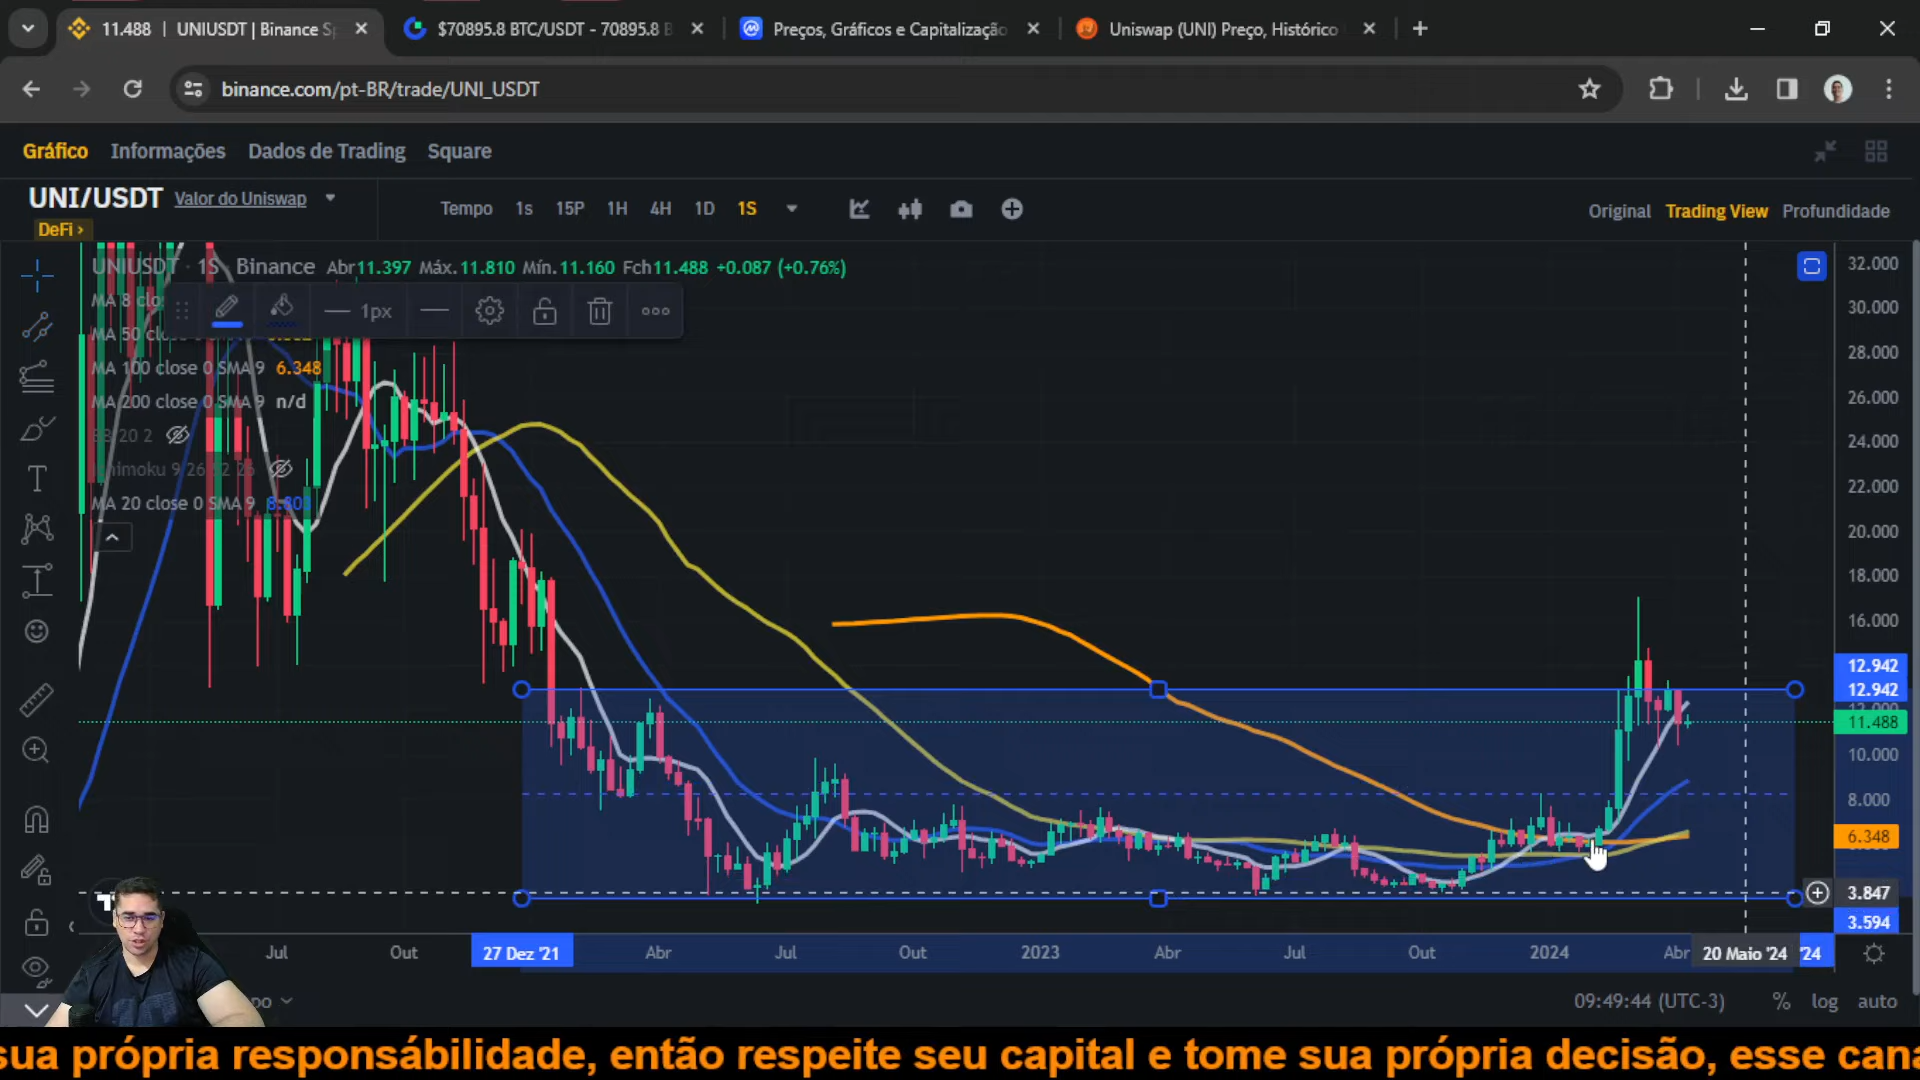 11.488 | UNIUSDT | Binance Sp
$70895.8 BTC/USDT - 70895.8 B
Preços, Gráficos e Capitalização
Uniswap (UNI) Preço, Histórico
binance.com/pt-BR/trade/UNI_USDT
Gráfico Informações Dados de Trading Square
UNI/USDT Valor do Uniswap
DeFi ›
Tempo 1s 15P 1H 4H 1D 1S
Original Trading View Profundidade
UNIUSDT · 1S · Binance Abr11.397 Máx.11.810 Mín.11.160 Fch11.488 +0.087 (+0.76%)
MA 8 clo
1px
MA 50 clo
MA 100 close 0 SMA 9 6.348
MA 200 close 0 SMA 9 n/d
BB 20 2
Ichimoku 9 26 52 26
MA 20 close 0 SMA 9
32.000
30.000
28.000
26.000
24.000
22.000
20.000
18.000
16.000
12.942
12.942
12.000
11.488
10.000
8.000
6.348
3.847
3.594
Jul Out 27 Dez '21 Abr Jul Out 2023 Abr Jul Out 2024 Abr 20 Maio '24 '24
po
09:49:44 (UTC-3) % log auto
sua própria responsábilidade, então respeite seu capital e tome sua própria decisão, esse cana